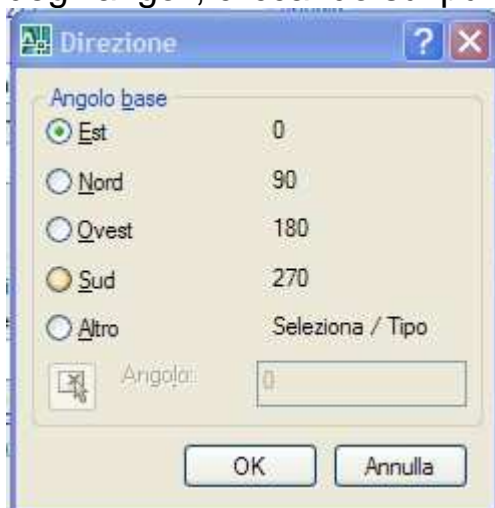 Direzione
Angolo base
Est 0
Nord 90
Ovest 180
Sud 270
Altro Seleziona / Tipo
Angolo: 0
OK Annulla